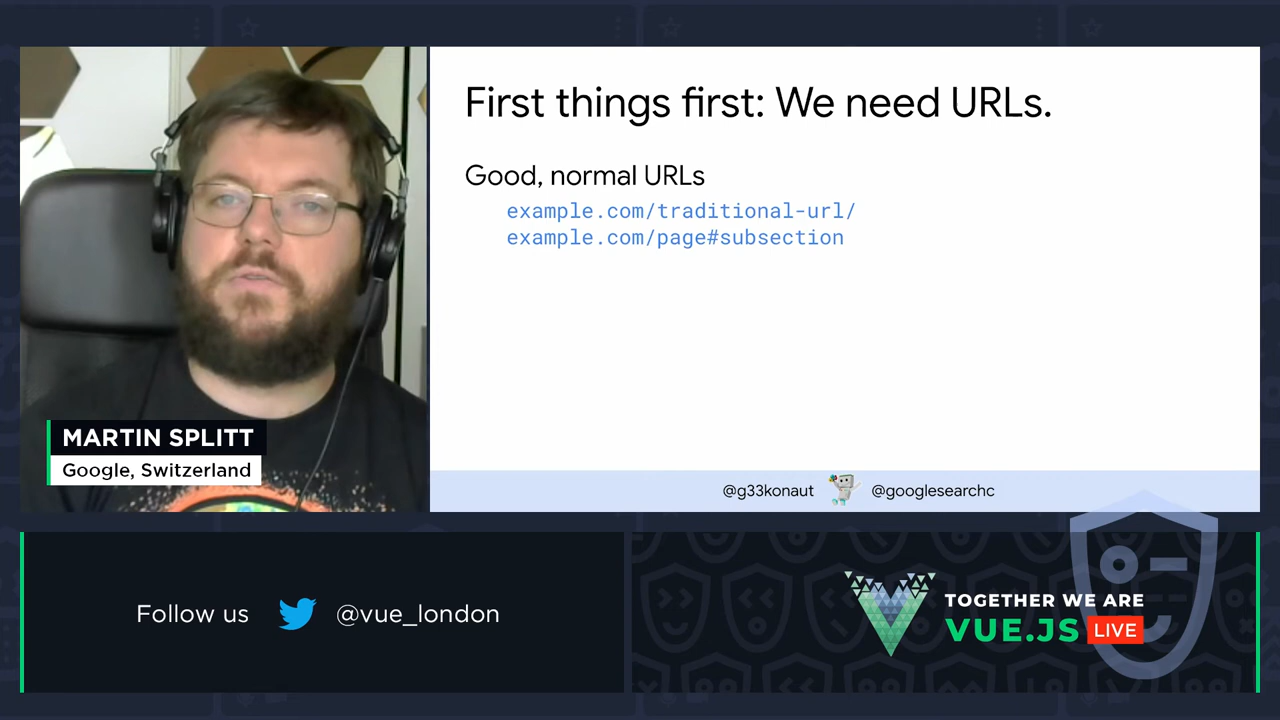 First things first: We need URLs.
Good, normal URLs
example.com/traditional-url/
example.com/page#subsection
MARTIN SPLITT
Google, Switzerland
@g33konaut
@googlesearchc
Follow us
@vue_london
TOGETHER WE ARE
VUE.JS LIVE